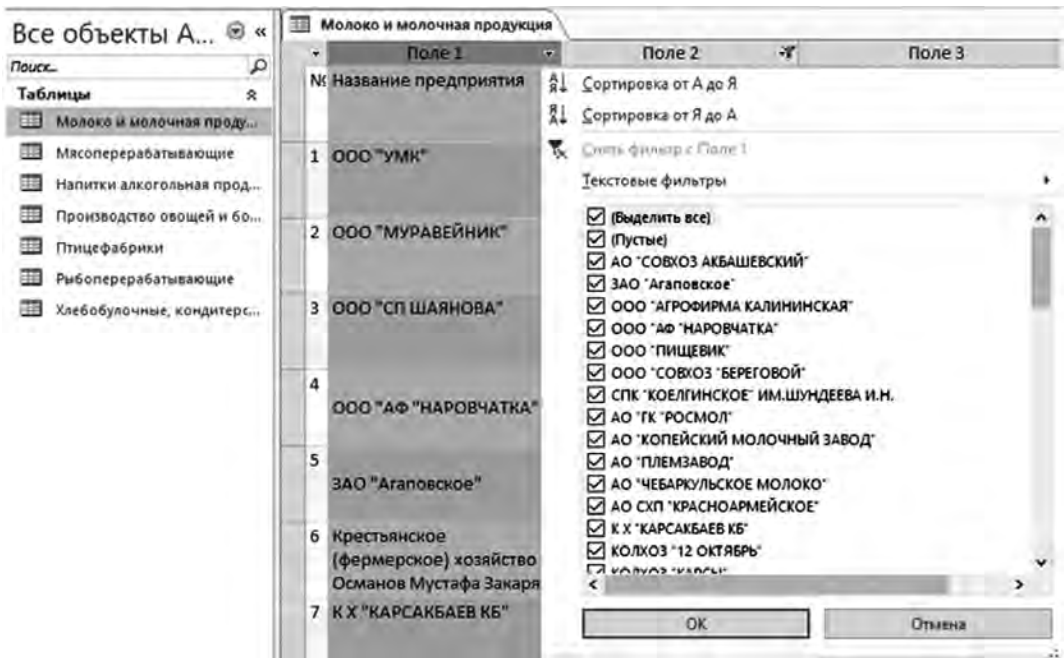 Все объекты A... «
Поиск...
Таблицы
Молоко и молочная проду...
Мясоперерабатывающие
Напитки алкогольная прод...
Производство овощей и бо...
Птицефабрики
Рыбоперерабатывающие
Хлебобулочные, кондитерс...
Молоко и молочная продукция
Поле 1 Поле 2 Поле 3
№ Название предприятия
1 ООО "УМК"
2 ООО "МУРАВЕЙНИК"
3 ООО "СП ШАЯНОВА"
4
ООО "АФ "НАРОВЧАТКА"
5
ЗАО "Агаповское"
6 Крестьянское
(фермерское) хозяйство
Османов Мустафа Закаря
7 К Х "КАРСАКБАЕВ КБ"
Сортировка от А до Я
Сортировка от Я до А
Снять фильтр с Поле 1
Текстовые фильтры
(Выделить все)
(Пустые)
АО "СОВХОЗ АКБАШЕВСКИЙ"
ЗАО "Агаповское"
ООО "АГРОФИРМА КАЛИНИНСКАЯ"
ООО "АФ "НАРОВЧАТКА"
ООО "ПИЩЕВИК"
ООО "СОВХОЗ "БЕРЕГОВОЙ"
СПК "КОЕЛГИНСКОЕ" ИМ.ШУНДЕЕВА И.Н.
АО "ГК "РОСМОЛ"
АО "КОПЕЙСКИЙ МОЛОЧНЫЙ ЗАВОД"
АО "ПЛЕМЗАВОД"
АО "ЧЕБАРКУЛЬСКОЕ МОЛОКО"
АО СХП "КРАСНОАРМЕЙСКОЕ"
К Х "КАРСАКБАЕВ КБ"
КОЛХОЗ "12 ОКТЯБРЬ"
КОЛХОЗ "КАРСЫ"
ОК Отмена